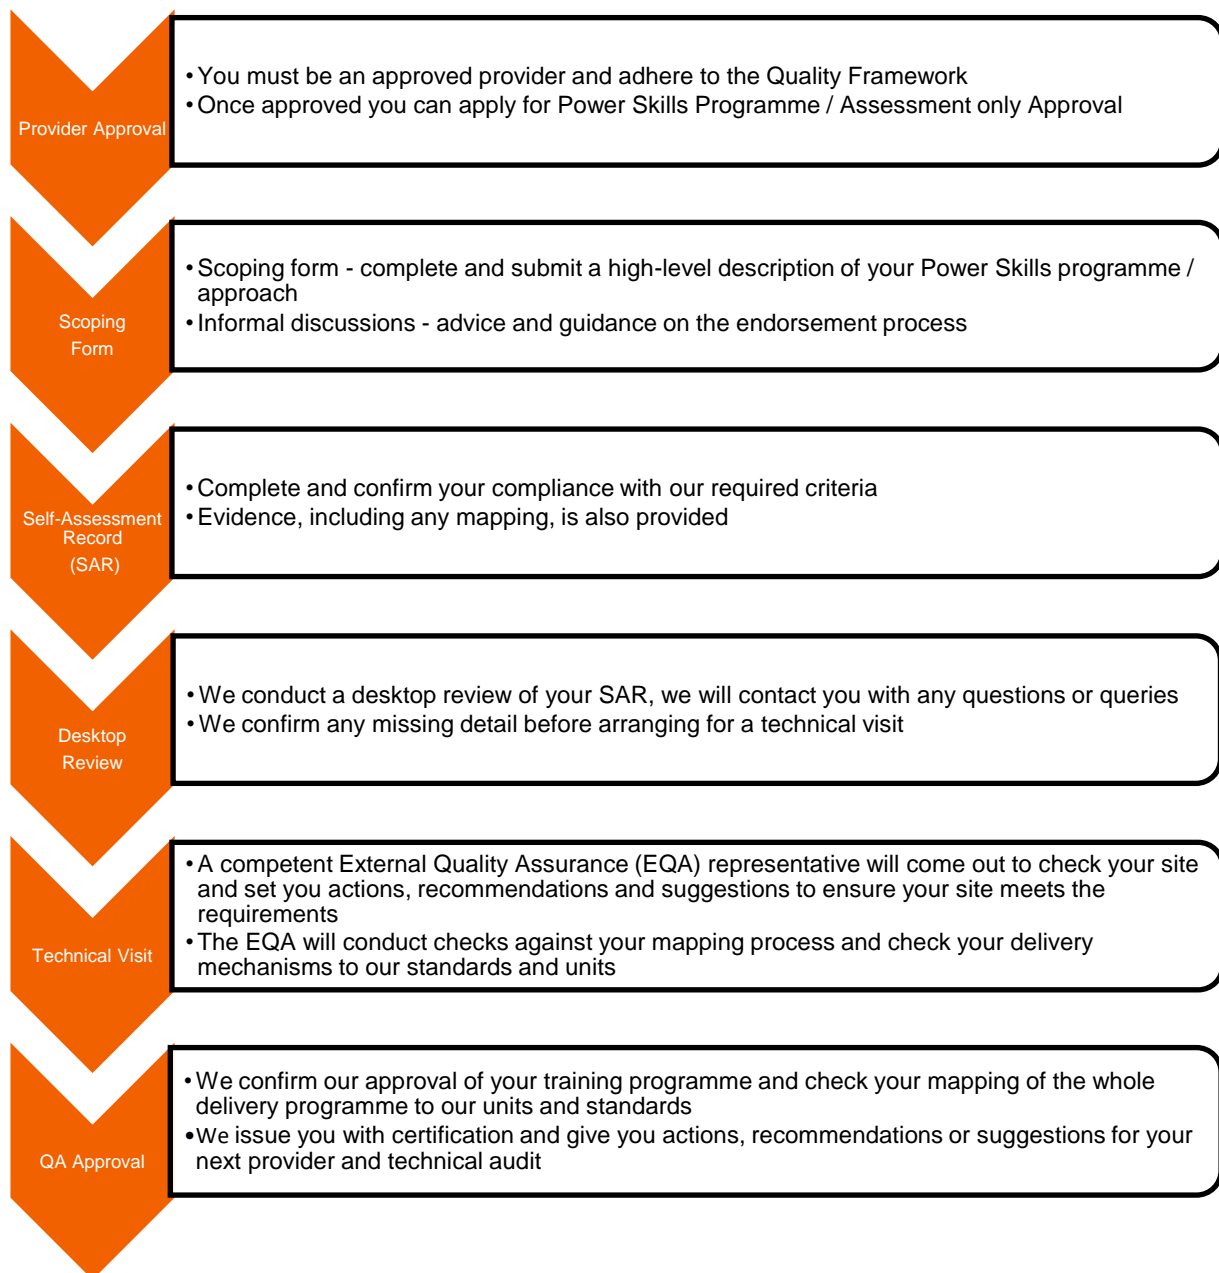 Provider Approval
• You must be an approved provider and adhere to the Quality Framework
• Once approved you can apply for Power Skills Programme / Assessment only Approval
Scoping
Form
• Scoping form - complete and submit a high-level description of your Power Skills programme /
approach
• Informal discussions - advice and guidance on the endorsement process
Self-Assessment
Record
(SAR)
• Complete and confirm your compliance with our required criteria
• Evidence, including any mapping, is also provided
Desktop
Review
• We conduct a desktop review of your SAR, we will contact you with any questions or queries
• We confirm any missing detail before arranging for a technical visit
Technical Visit
• A competent External Quality Assurance (EQA) representative will come out to check your site
and set you actions, recommendations and suggestions to ensure your site meets the
requirements
• The EQA will conduct checks against your mapping process and check your delivery
mechanisms to our standards and units
QA Approval
• We confirm our approval of your training programme and check your mapping of the whole
delivery programme to our units and standards
• We issue you with certification and give you actions, recommendations or suggestions for your
next provider and technical audit